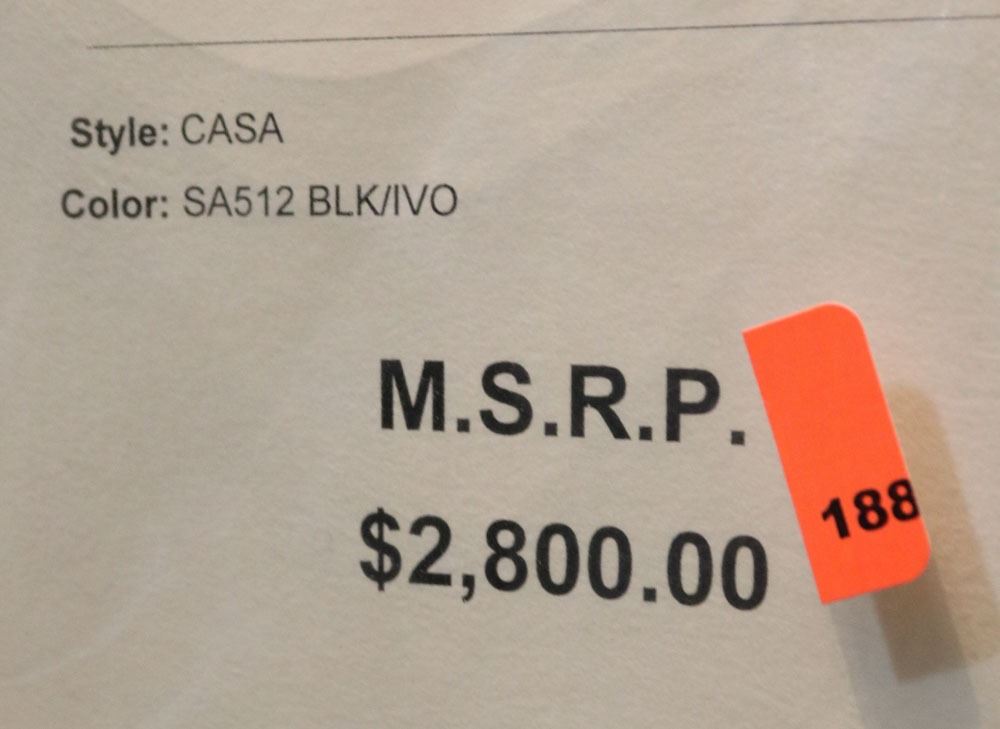 Style: CASA
Color: SA512 BLK/IVO
M.S.R.P.
$2,800.00
188